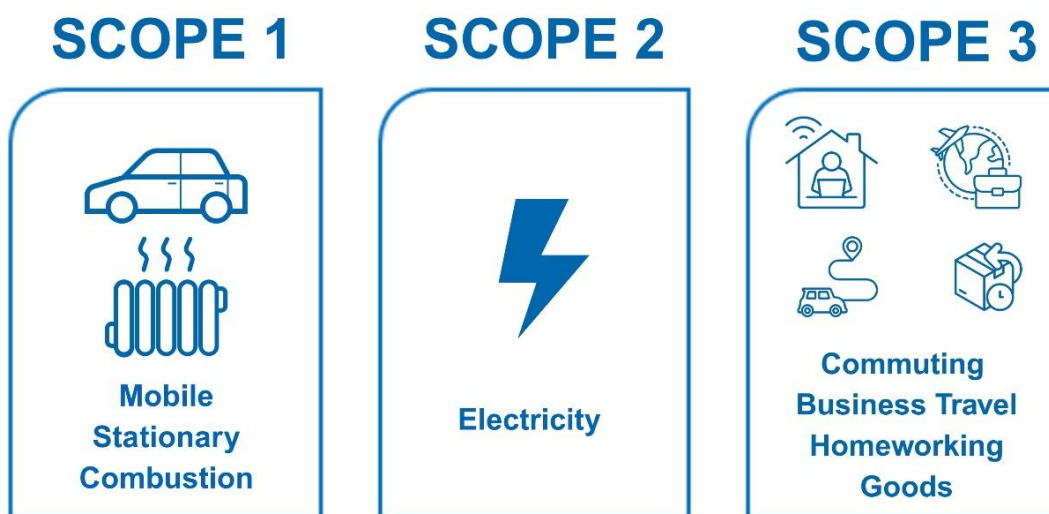 SCOPE 1
Mobile
Stationary
Combustion
SCOPE 2
Electricity
SCOPE 3
Commuting
Business Travel
Homeworking
Goods